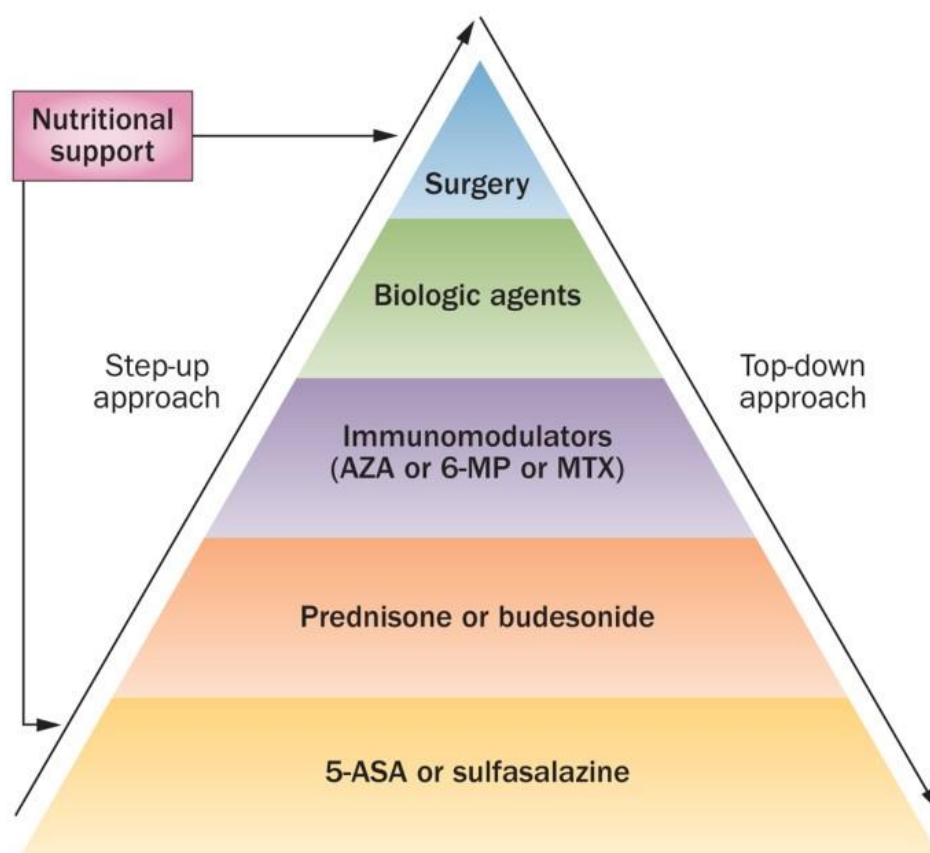 Nutritional
support
Surgery
Biologic agents
Step-up
approach
Top-down
approach
Immunomodulators
(AZA or 6-MP or MTX)
Prednisone or budesonide
5-ASA or sulfasalazine